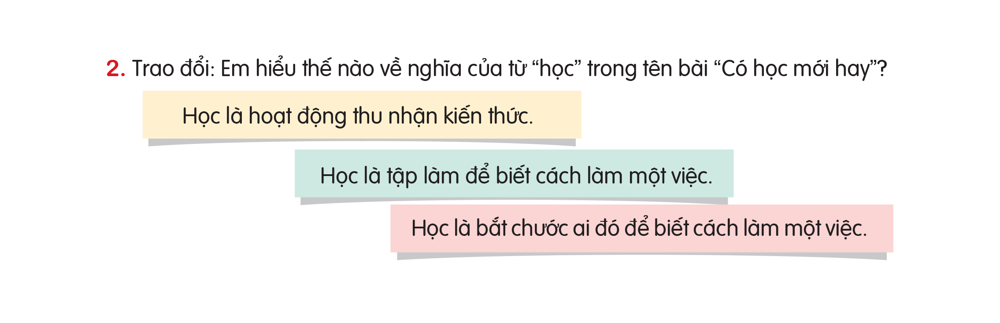 2. Trao đổi: Em hiểu thế nào về nghĩa của từ “học” trong tên bài “Có học mới hay”?
Học là hoạt động thu nhận kiến thức.
Học là tập làm để biết cách làm một việc.
Học là bắt chước ai đó để biết cách làm một việc.